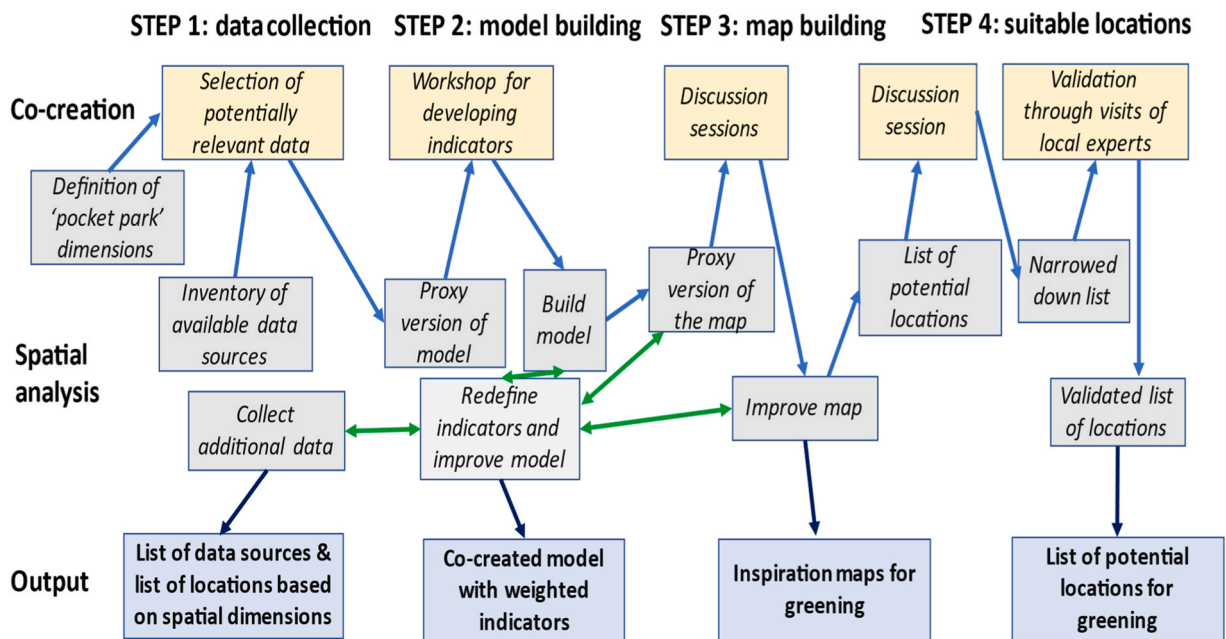 STEP 1: data collection
STEP 2: model building
STEP 3: map building
STEP 4: suitable locations
Co-creation
Selection of
potentially
relevant data
Workshop for
developing
indicators
Discussion
sessions
Discussion
session
Validation
through visits of
local experts
Definition of
‘pocket park’
dimensions
Spatial
analysis
Inventory of
available data
sources
Proxy
version of
model
Build
model
Proxy
version of
the map
List of
potential
locations
Narrowed
down list
Collect
additional data
Redefine
indicators and
improve model
Improve map
Validated list
of locations
Output
List of data sources &
list of locations based
on spatial dimensions
Co-created model
with weighted
indicators
Inspiration maps for
greening
List of potential
locations for
greening